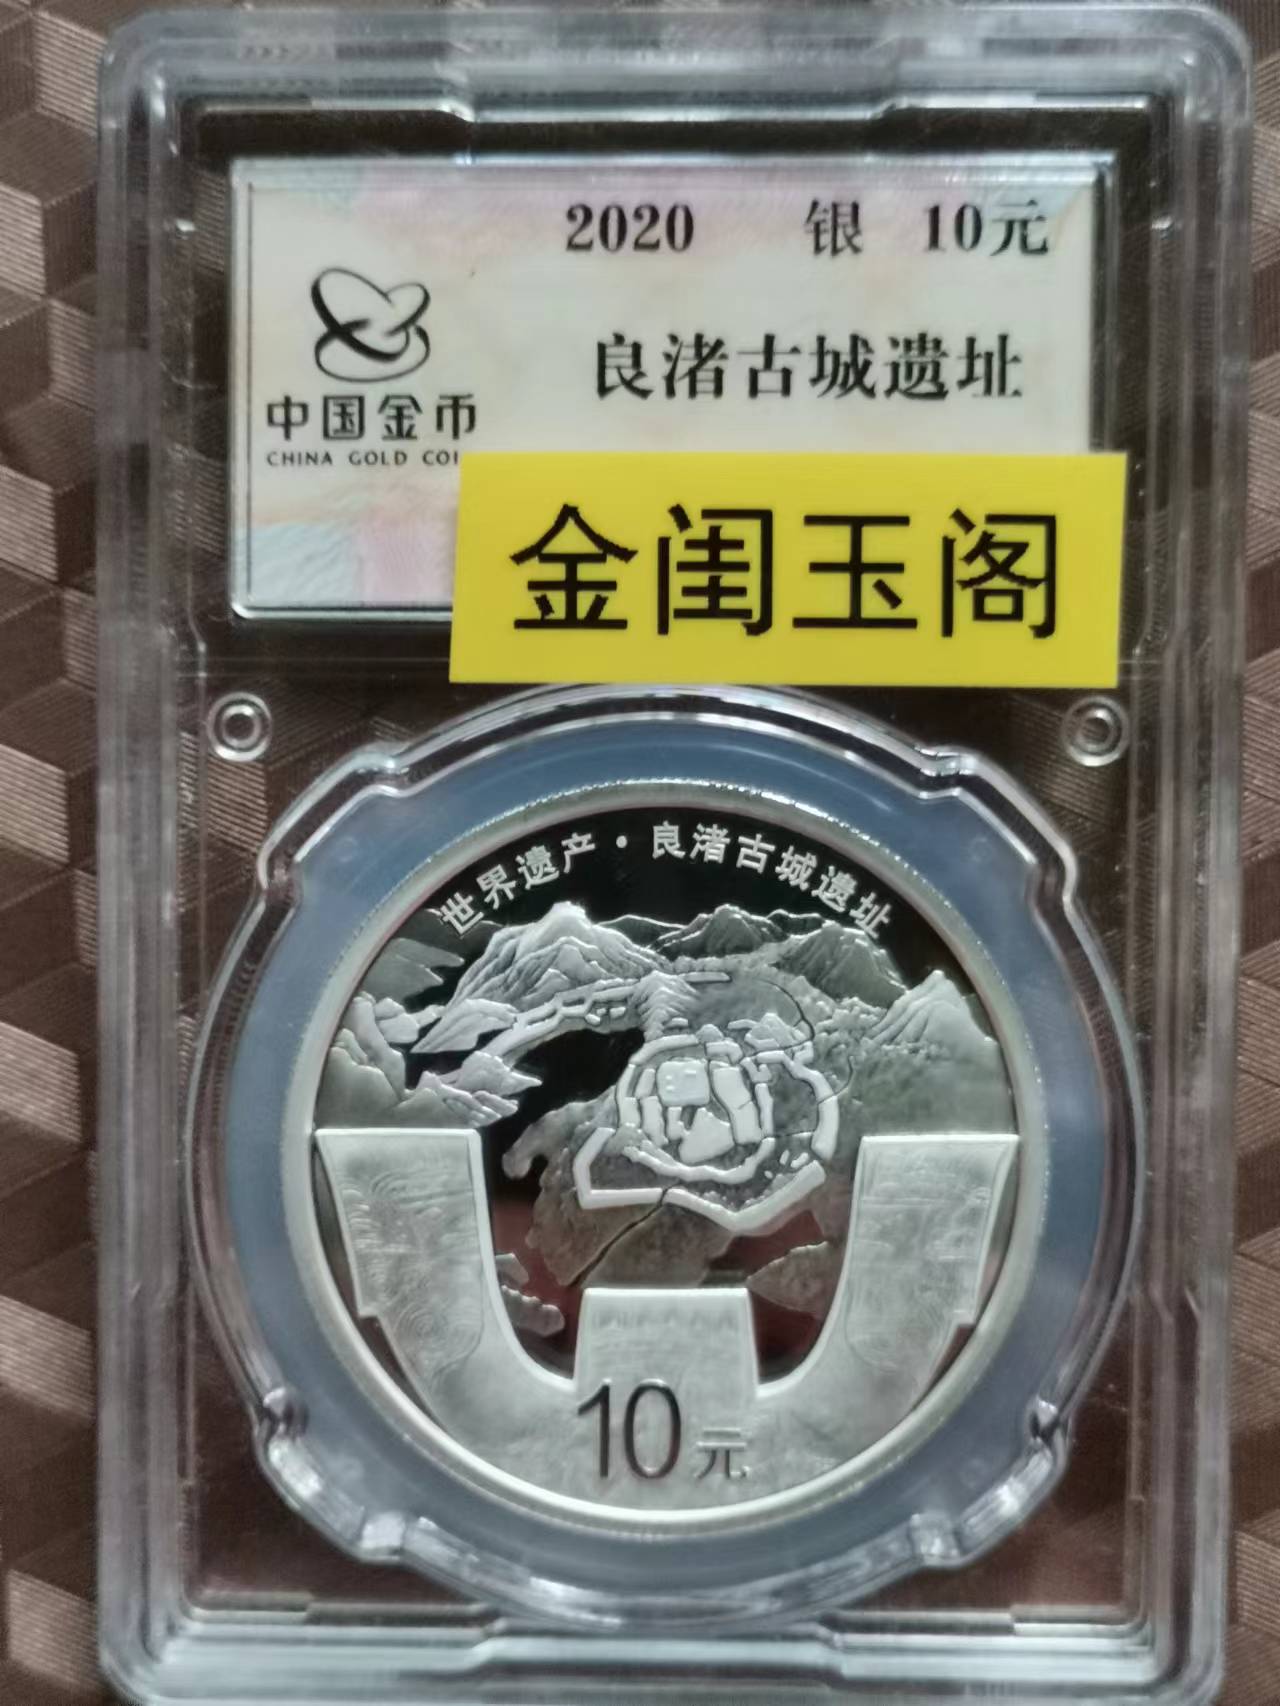 2020 银 10元
良渚古城遗址
中国金币
CHINA GOLD COI
金闺玉阁
世界遗产·良渚古城遗址
10元